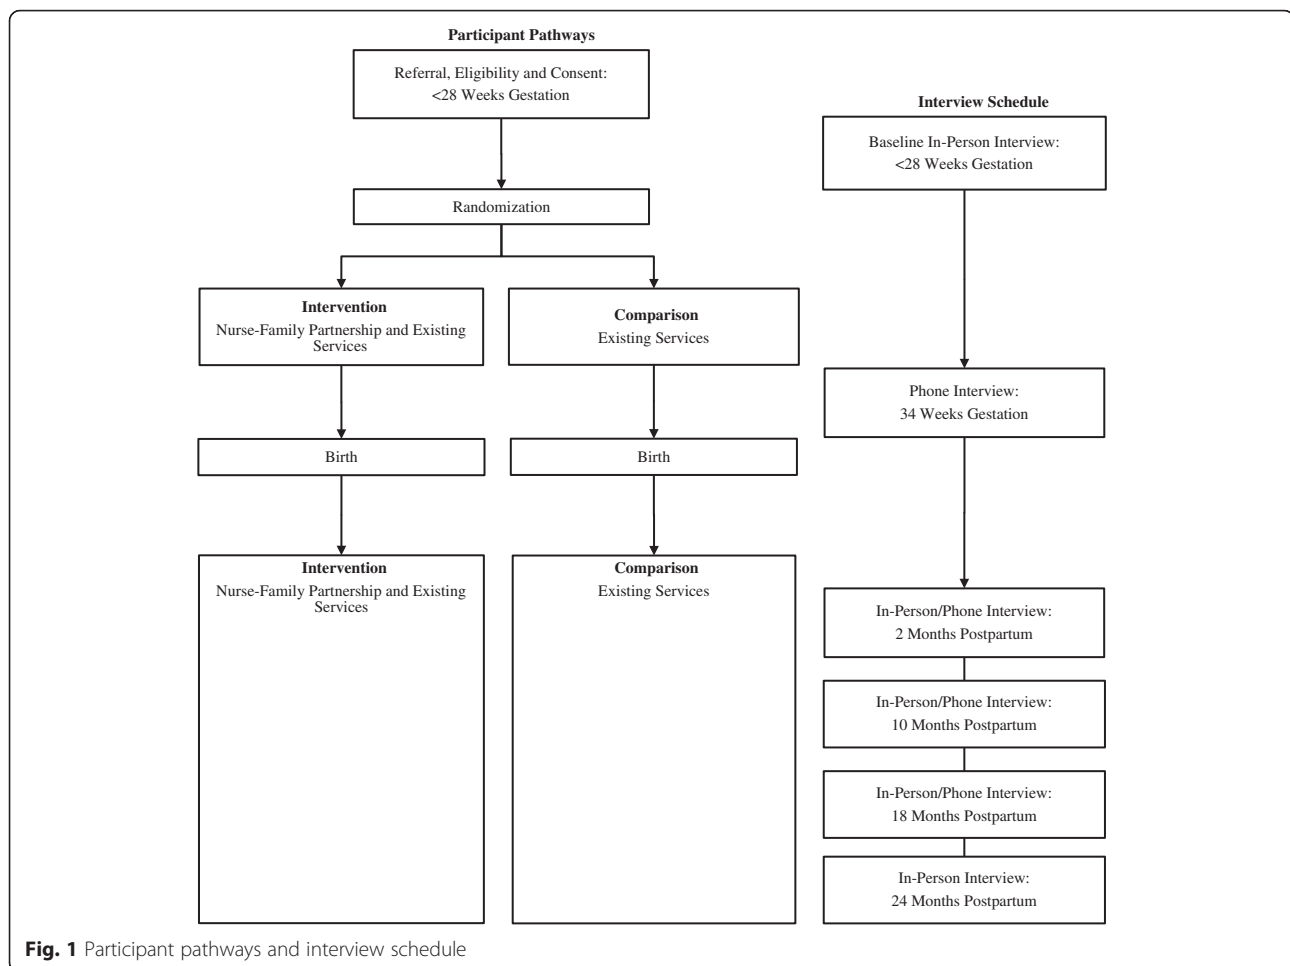 Participant Pathways
Referral, Eligibility and Consent:
<28 Weeks Gestation
Randomization
Intervention
Nurse-Family Partnership and Existing
Services
Comparison
Existing Services
Birth
Birth
Intervention
Nurse-Family Partnership and Existing
Services
Comparison
Existing Services
Interview Schedule
Baseline In-Person Interview:
<28 Weeks Gestation
Phone Interview:
34 Weeks Gestation
In-Person/Phone Interview:
2 Months Postpartum
In-Person/Phone Interview:
10 Months Postpartum
In-Person/Phone Interview:
18 Months Postpartum
In-Person Interview:
24 Months Postpartum
Fig. 1 Participant pathways and interview schedule